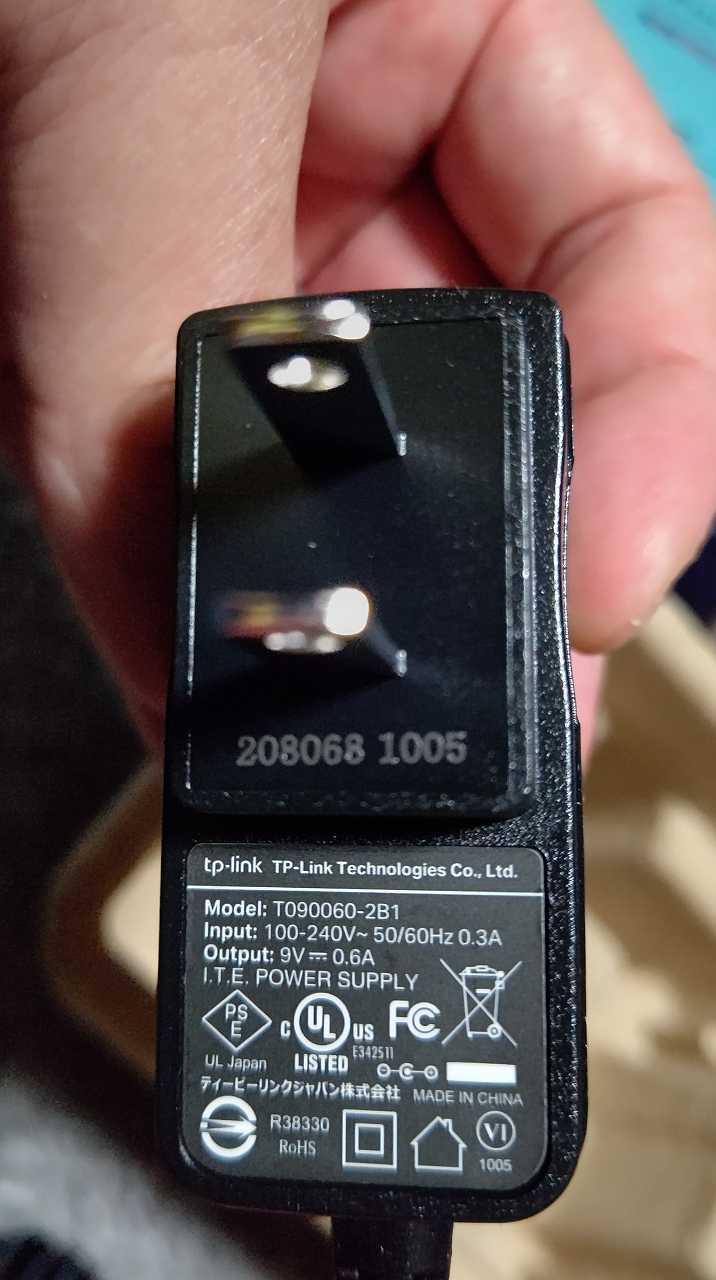 208068 1005
tp-link TP-Link Technologies Co., Ltd.
Model: T090060-2B1
Input: 100-240V~ 50/60Hz 0.3A
Output: 9V⎓0.6A
I.T.E. POWER SUPPLY
PS
E
UL Japan
c UL US
LISTED
E342511
FC
ティーピーリンクジャパン株式会社
MADE IN CHINA
R38330
RoHS
VI
1005